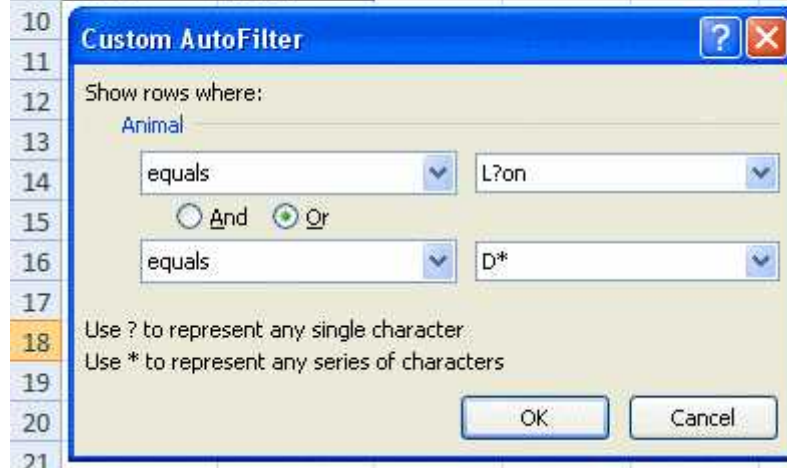 10
Custom AutoFilter ?
11
12 Show rows where:
13 Animal
14 equals L?on
15 And Or
16 equals D*
17
18 Use ? to represent any single character
Use * to represent any series of characters
19
20 OK Cancel
21